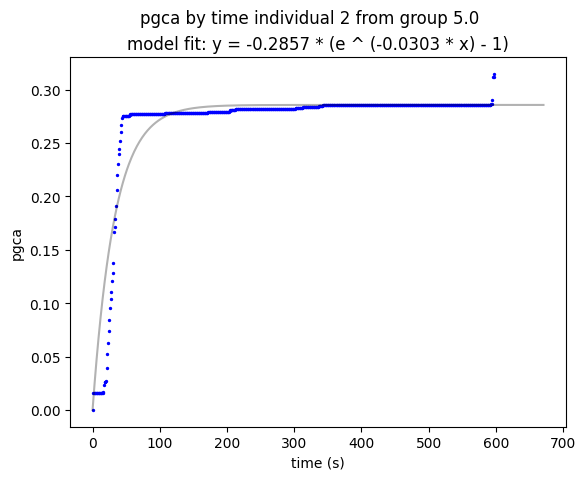 pgca by time individual 2 from group 5.0
model fit: y = -0.2857 * (e ^ (-0.0303 * x) - 1)
0.30
0.25
0.20
0.15
0.10
0.05
0.00
pgca
0 100 200 300 400 500 600 700
time (s)